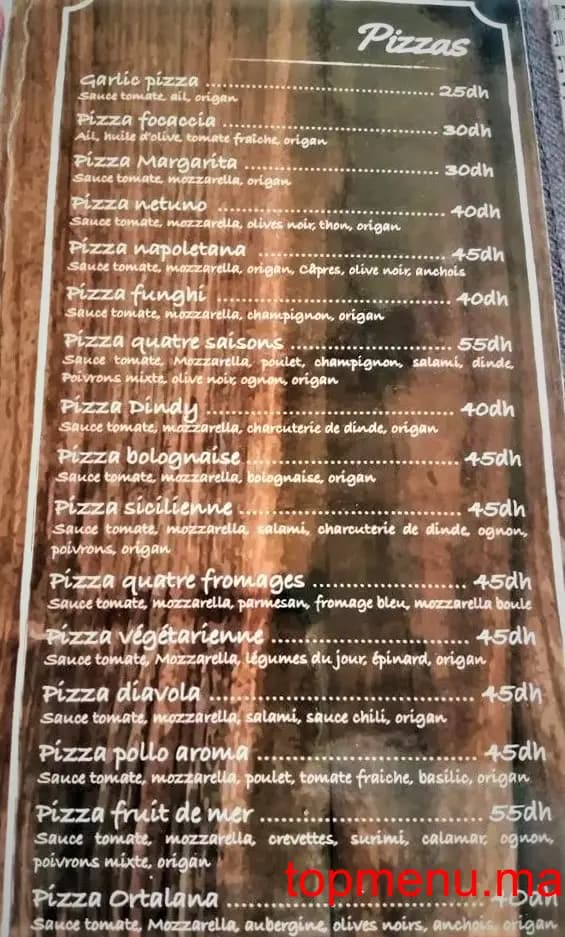 Pizzas
Garlic pizza ........ 25dh
Sauce tomate, ail, origan
Pizza focaccia ........ 30dh
Ail, huile d'olive, tomate fraîche, origan
Pizza Margarita ........ 30dh
Sauce tomate, mozzarella, origan
Pizza netuno ........ 40dh
Sauce tomate, mozzarella, olives noir, thon, origan
Pizza napoletana ........ 45dh
Sauce tomate, mozzarella, origan, Câpres, olive noir, anchois
Pizza funghi ........ 40dh
Sauce tomate, mozzarella, champignon, origan
Pizza quatre saisons ........ 55dh
Sauce tomate, Mozzarella, poulet, champignon, salami, dinde,
Poivrons mixte, olive noir, ognon, origan
Pizza Dindy ........ 40dh
Sauce tomate, mozzarella, charcuterie de dinde, origan
Pizza bolognaise ........ 45dh
Sauce tomate, mozzarella, bolognaise, origan
Pizza sicilienne ........ 45dh
Sauce tomate, mozzarella, salami, charcuterie de dinde, ognon,
poivrons, origan
Pizza quatre fromages ........ 45dh
Sauce tomate, mozzarella, parmesan, fromage bleu, mozzarella boule
Pizza végétarienne ........ 45dh
Sauce tomate, Mozzarella, légumes du jour, épinard, origan
Pizza diavola ........ 45dh
Sauce tomate, mozzarella, salami, sauce chili, origan
Pizza pollo aroma ........ 45dh
Sauce tomate, mozzarella, poulet, tomate fraiche, basilic, origan
Pizza fruit de mer ........ 55dh
Sauce tomate, mozzarella, crevettes, surimi, calamar, ognon,
poivrons mixte, origan
topmenu.ma
Pizza Ortalana ........ 40dh
Sauce tomate, Mozzarella, aubergine, olives noirs, anchois, origan